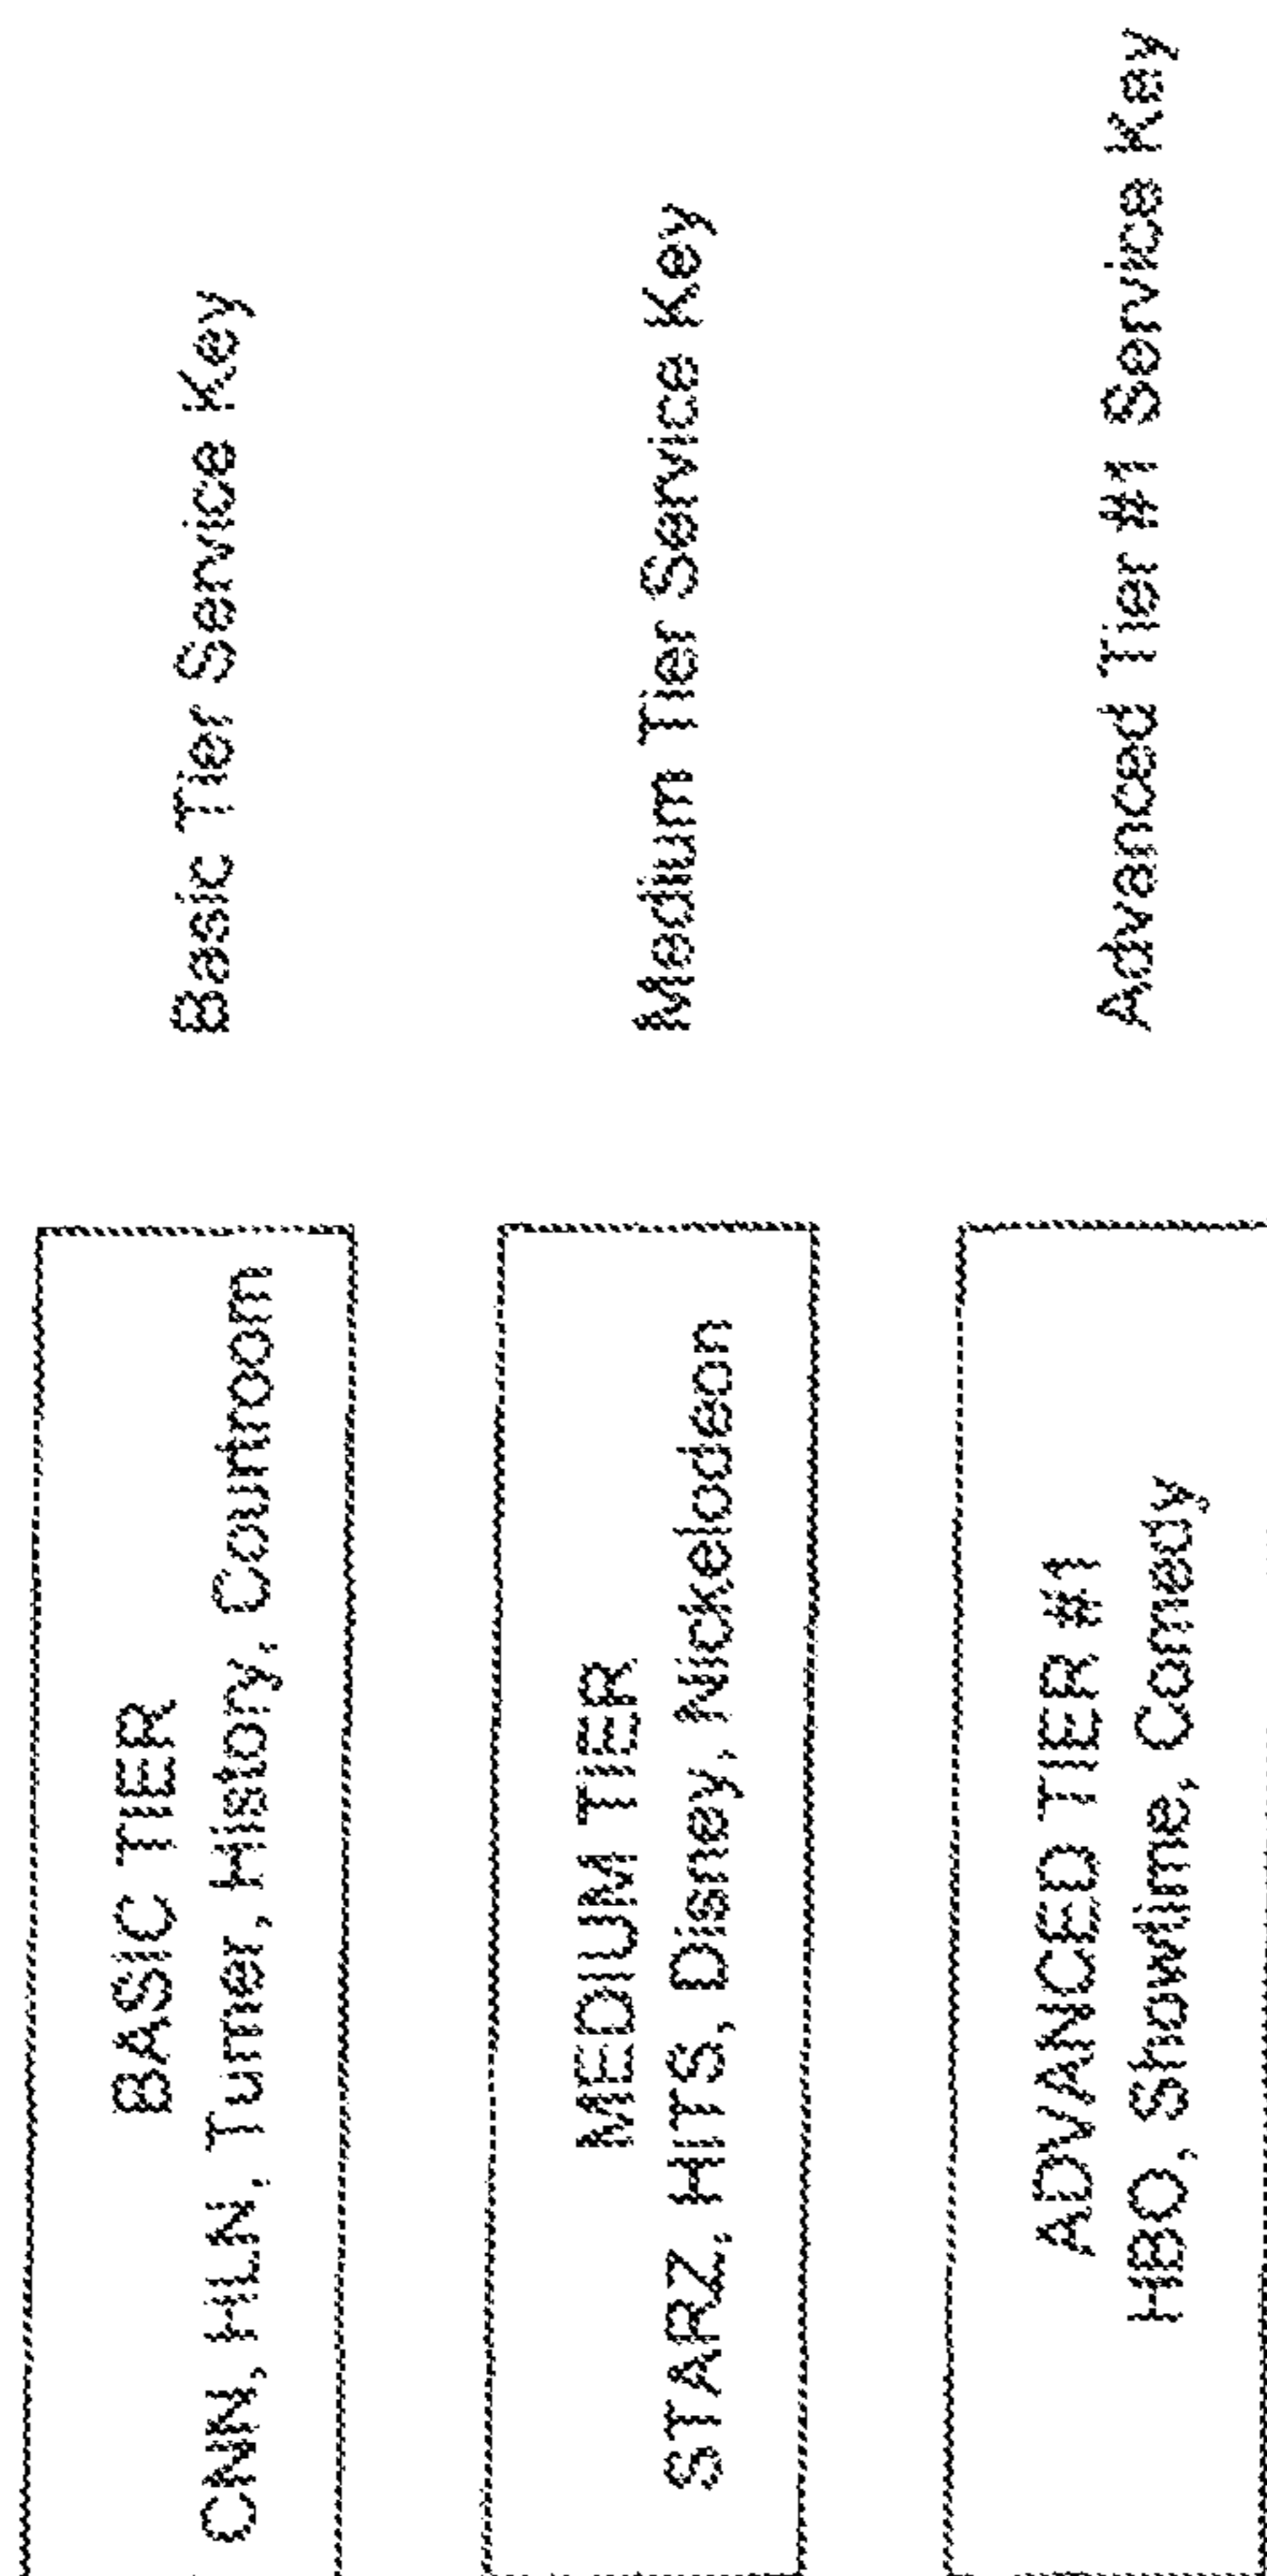 BASIC TIER
CNN, HLN, Turner, History, Courtroom
Basic Tier Service Key
MEDIUM TIER
STARZ, HITS, Disney, Nickelodeon
Medium Tier Service Key
ADVANCED TIER #1
HBO, Showtime, Comedy
Advanced Tier #1 Service Key